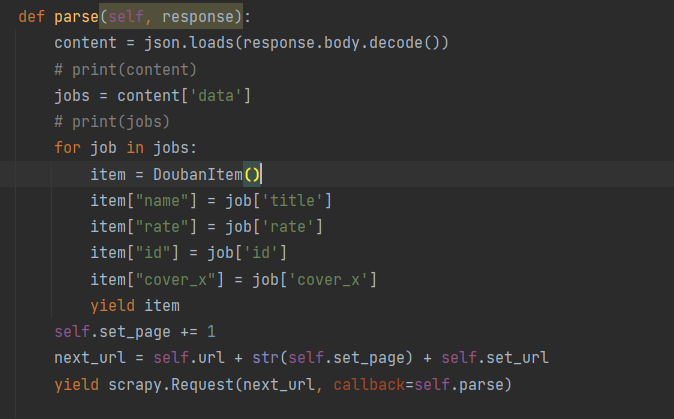 def parse(self, response):
content = json.loads(response.body.decode())
# print(content)
jobs = content['data']
# print(jobs)
for job in jobs:
item = DoubanItem()
item["name"] = job['title']
item["rate"] = job['rate']
item["id"] = job['id']
item["cover_x"] = job['cover_x']
yield item
self.set_page += 1
next_url = self.url + str(self.set_page) + self.set_url
yield scrapy.Request(next_url, callback=self.parse)